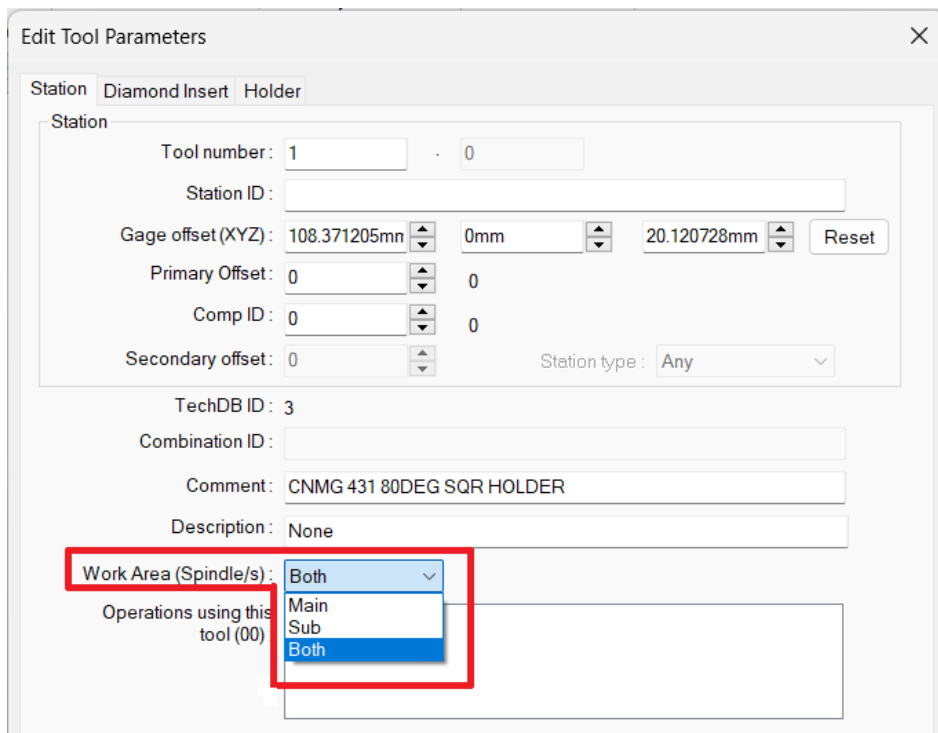 Edit Tool Parameters
Station Diamond Insert Holder
Station
Tool number : 1 . 0
Station ID :
Gage offset (XYZ) : 108.371205mm 0mm 20.120728mm Reset
Primary Offset : 0 0
Comp ID : 0 0
Secondary offset : 0 Station type : Any
TechDB ID : 3
Combination ID :
Comment : CNMG 431 80DEG SQR HOLDER
Description : None
Work Area (Spindle/s) : Both
Main
Operations using this
Sub
tool (00) :
Both